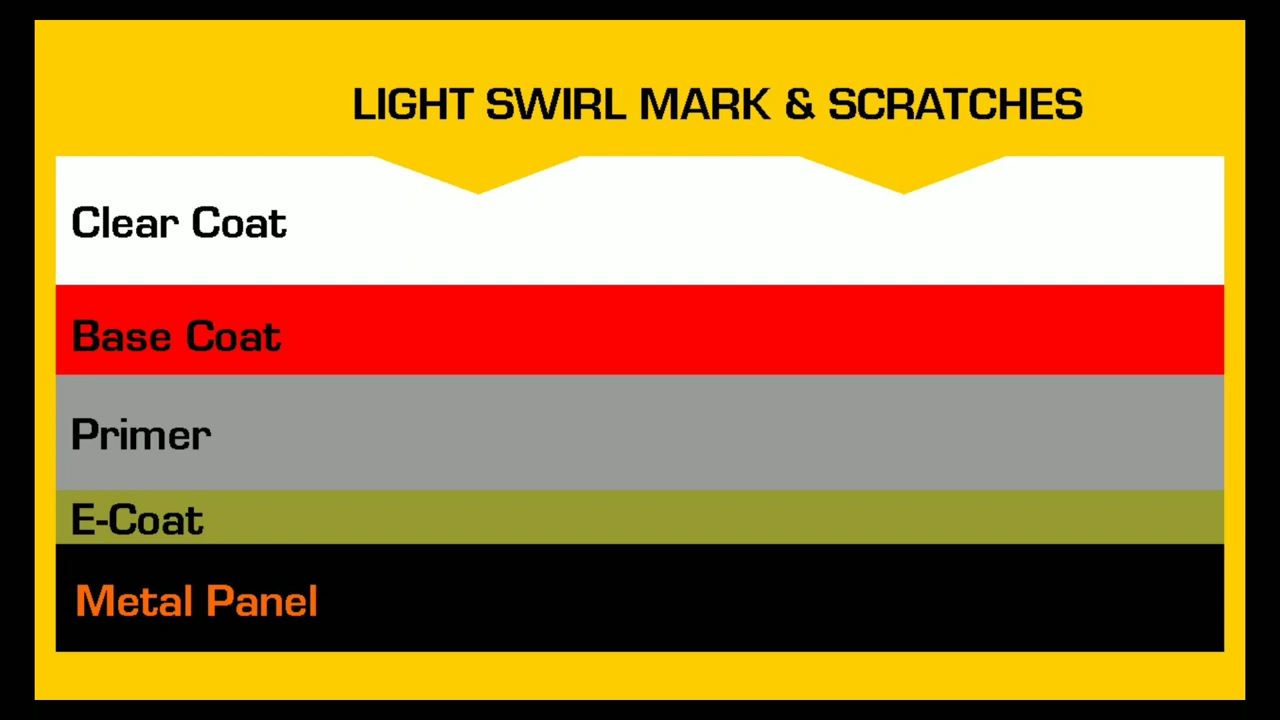 LIGHT SWIRL MARK & SCRATCHES
Clear Coat
Base Coat
Primer
E-Coat
Metal Panel